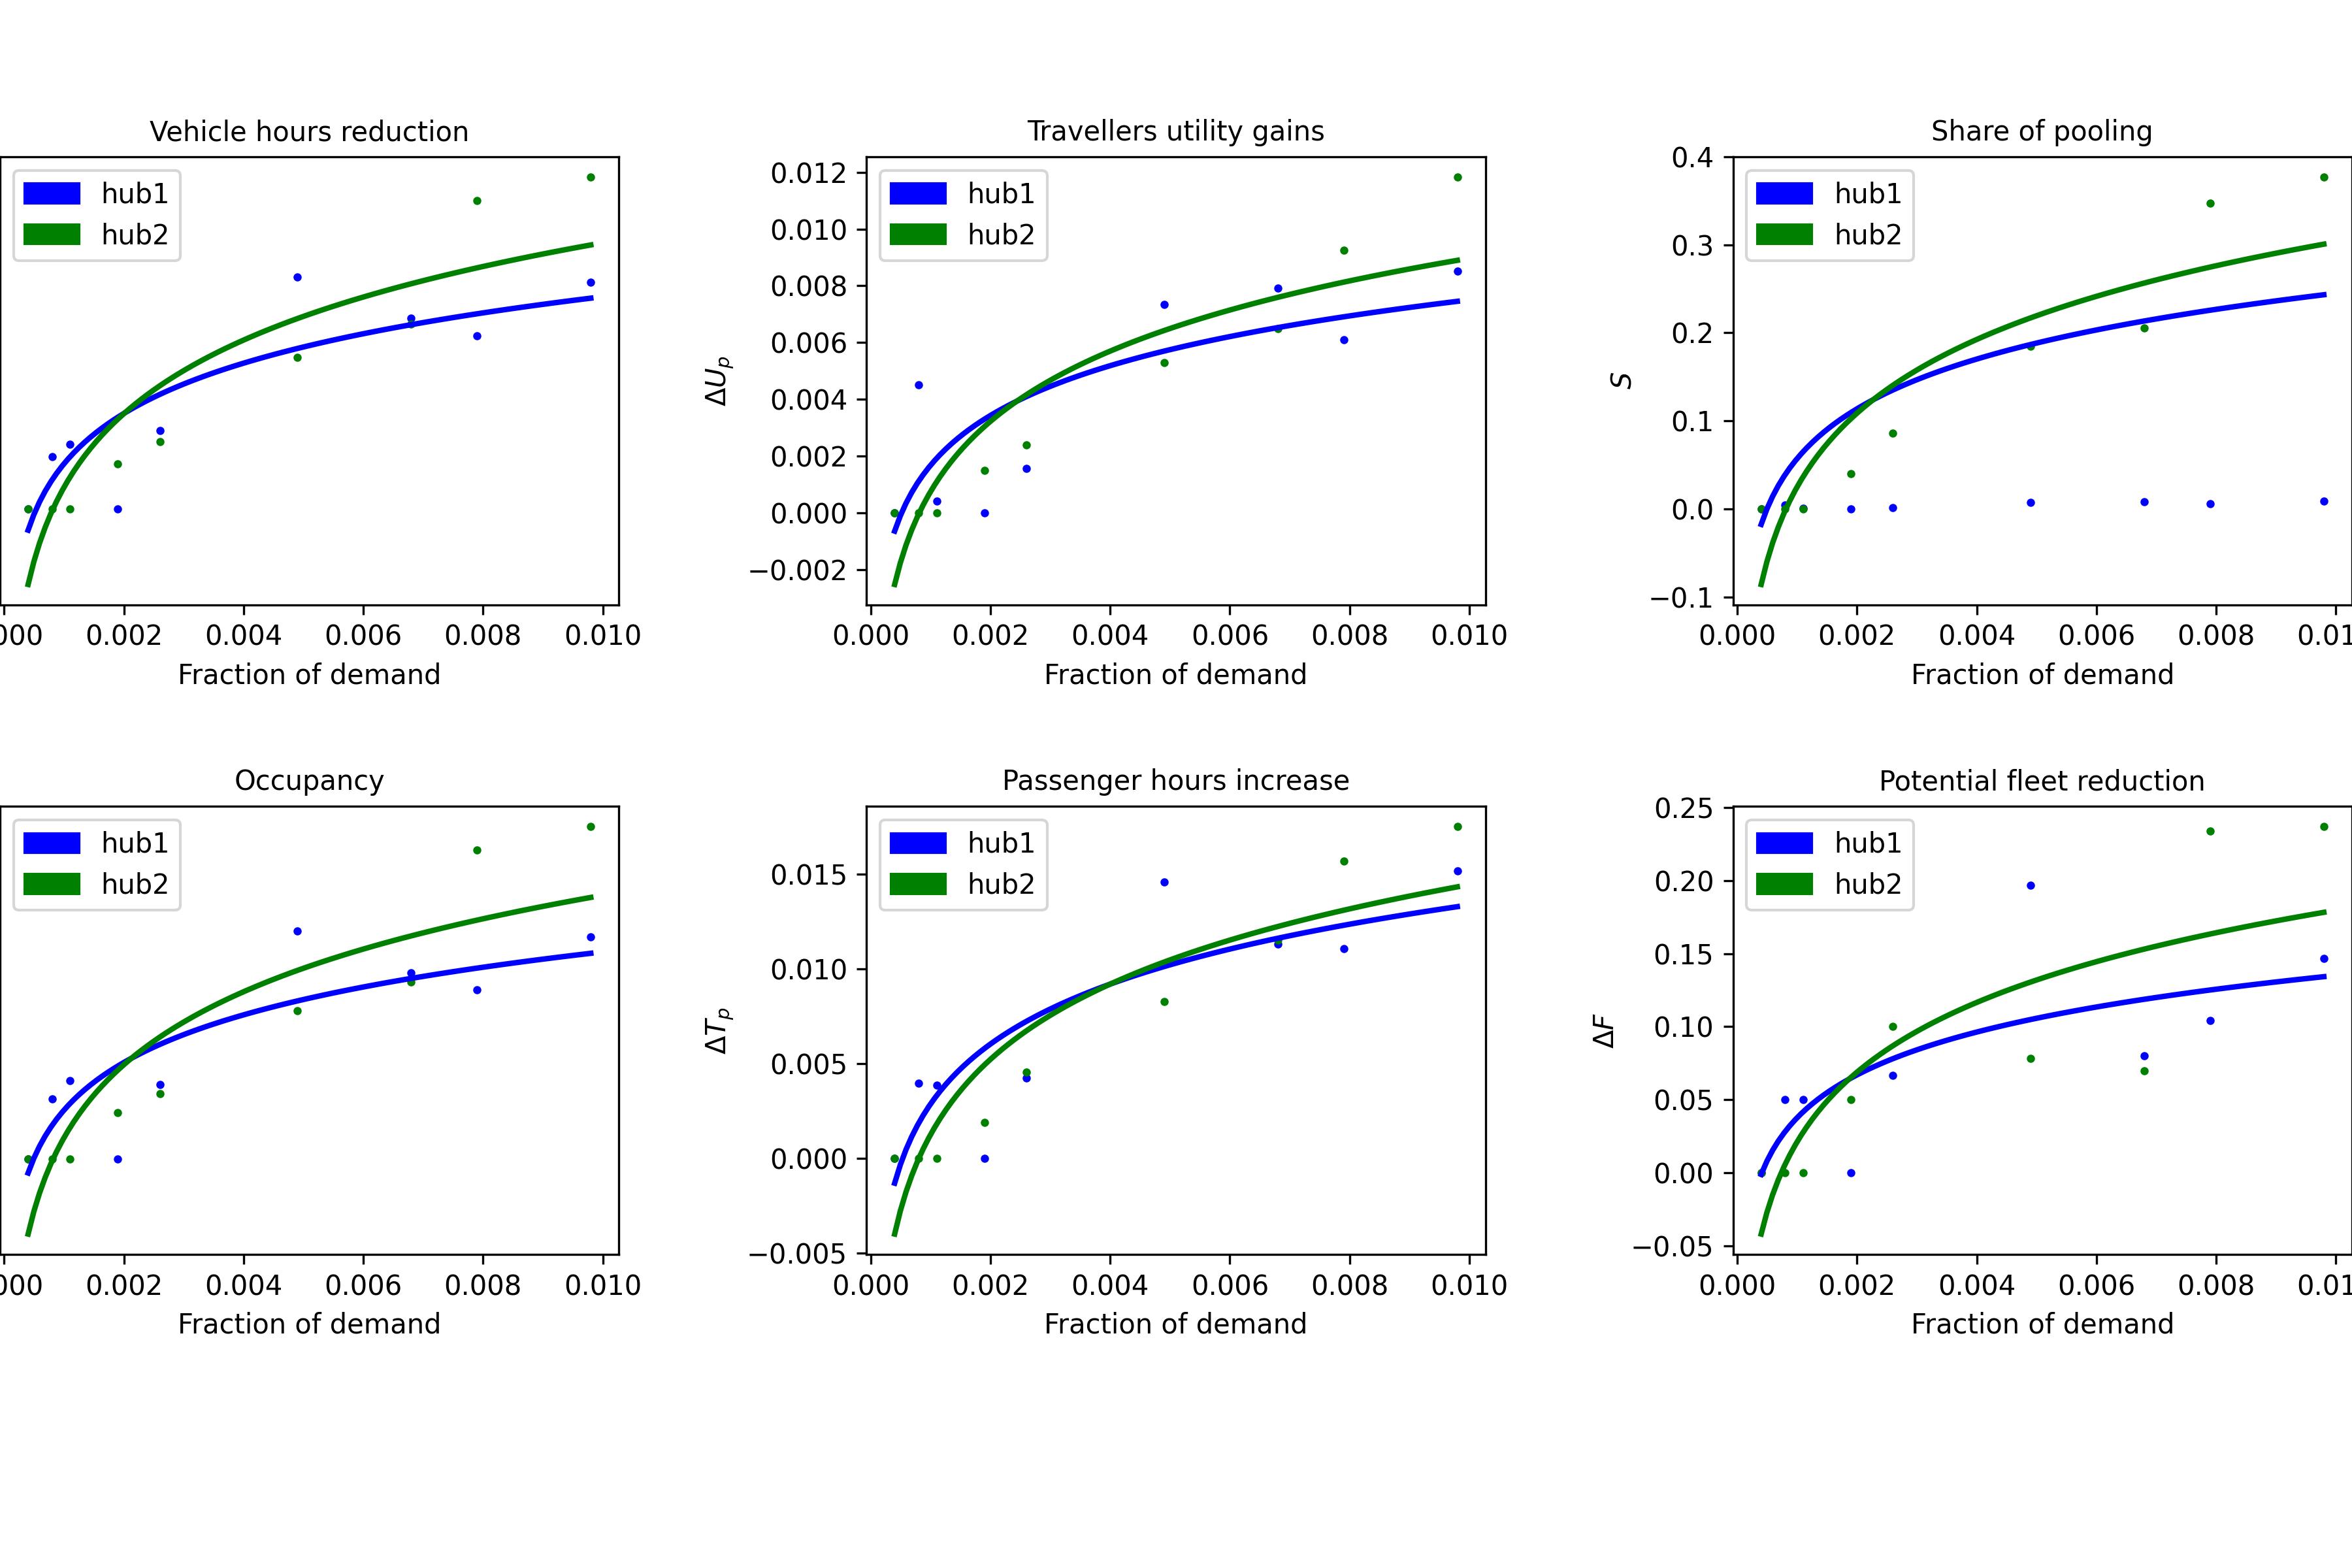 Vehicle hours reduction
hub1
hub2
000 0.002 0.004 0.006 0.008 0.010
Fraction of demand
Travellers utility gains
hub1
hub2
0.012
0.010
0.008
0.006
0.004
0.002
0.000
−0.002
ΔUp
0.000 0.002 0.004 0.006 0.008 0.010
Fraction of demand
Share of pooling
hub1
hub2
0.4
0.3
0.2
0.1
0.0
−0.1
S
0.000 0.002 0.004 0.006 0.008 0.01
Fraction of demand
Occupancy
hub1
hub2
000 0.002 0.004 0.006 0.008 0.010
Fraction of demand
Passenger hours increase
hub1
hub2
0.015
0.010
0.005
0.000
−0.005
ΔTp
0.000 0.002 0.004 0.006 0.008 0.010
Fraction of demand
Potential fleet reduction
hub1
hub2
0.25
0.20
0.15
0.10
0.05
0.00
−0.05
ΔF
0.000 0.002 0.004 0.006 0.008 0.01
Fraction of demand